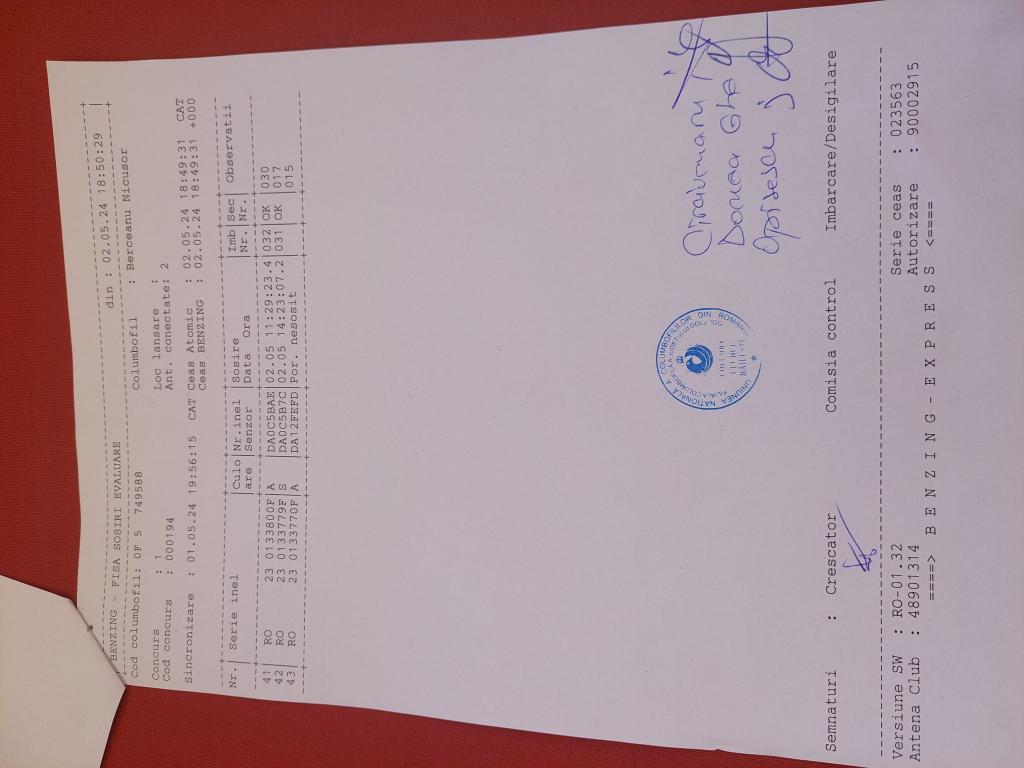 BENZING - FISA SOSIRI EVALUARE din : 02.05.24 18:50:29
Cod columbofil: 0F 5 749588 Columbofil : Berceanu Nicusor
Concurs : 1 Loc lansare :
Cod concurs : 000194 Ant. conectate: 2
Sincronizare : 01.05.24 19:56:15 CAT Ceas Atomic : 02.05.24 18:49:31 CAT
Ceas BENZING : 02.05.24 18:49:31 +000
Nr.| Serie inel |Culo|Nr.inel |Sosire |Imb|Sec| Observatii
| |are |Senzor |Data Ora |Nr.|Nr.|
41| RO 23 0133800F|A |DA0C5BAE|02.05 11:29:23.4|032|OK |030
42| RO 23 0133779F|S |DA0C5B7C|02.05 14:23:07.2|031|OK |017
43| RO 23 0133770F|A |DA12FEFD|Por. nesosit | | |015
UNIUNEA NATIONALA A COLUMBOFILILOR DIN ROMANIA
Semnaturi : Crescator Comisia control Imbarcare/Desigilare
Versiune SW : RO-01.32 Serie ceas : 023563
Antena Club : 48901314 Autorizare : 90002915
====> B E N Z I N G - E X P R E S S <====